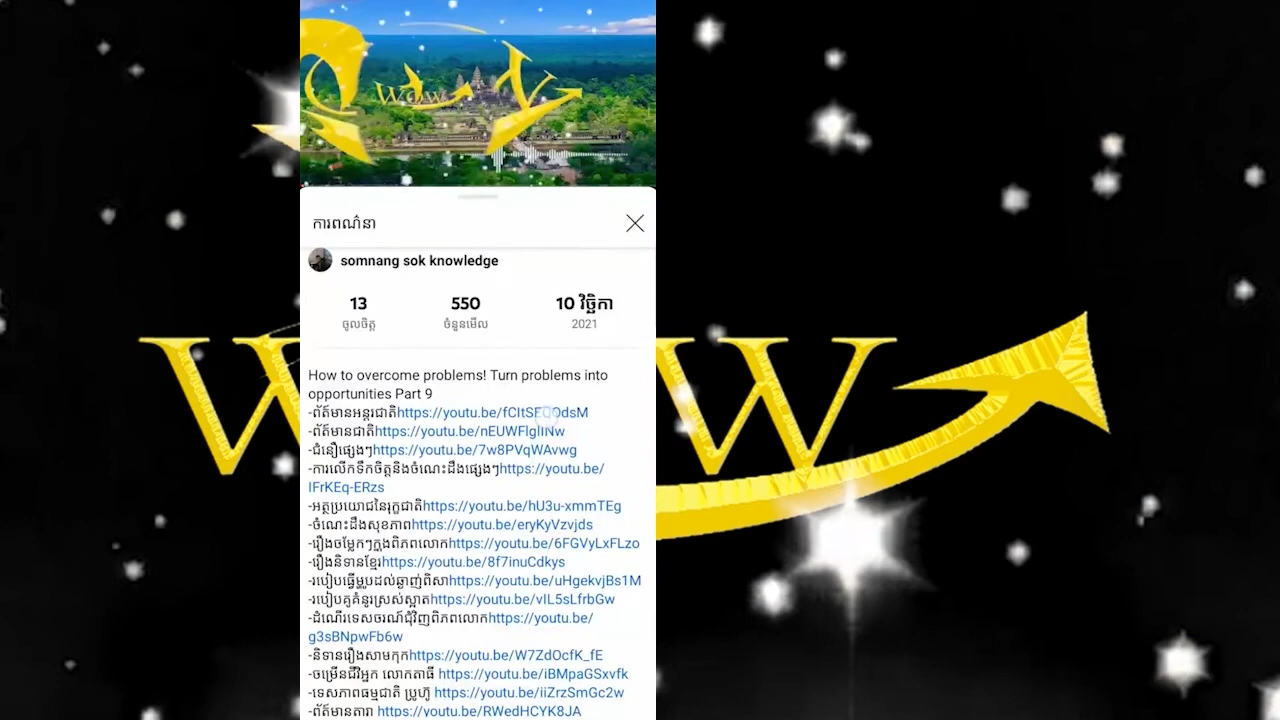 WOW
ការពណ៌នា
somnang sok knowledge
13 550 10 វិច្ឆិកា
ចូលចិត្ត ចំនួនមើល 2021
How to overcome problems! Turn problems into
opportunities Part 9
-ព័ត៌មានអន្តរជាតិhttps://youtu.be/
-ព័ត៌មានជាតិhttps://youtu.be/nEUWFlglINw
-ជំនឿផ្សេងៗhttps://youtu.be/7w8PVqWAvwg
-ការលើកទឹកចិត្តនិងចំណេះដឹងផ្សេងៗhttps://youtu.be/
IFrKEq-ERzs
-អត្ថប្រយោជនៃរុក្ខជាតិhttps://youtu.be/hU3u-xmmTEg
-ចំណេះដឹងសុខភាពhttps://youtu.be/eryKyVzvjds
-រឿងចម្លែកៗក្នុងពិភពលោកhttps://youtu.be/6FGVyLxFLzo
-រឿងនិទានខ្មែរhttps://youtu.be/8f7inuCdkys
-របៀបធ្វើម្ហូបដល់ឆ្ងាញ់ពិសាhttps://youtu.be/uHgekvjBs1M
-របៀបគូគំនូរស្រស់ស្អាតhttps://youtu.be/vIL5sLfrbGw
-ដំណើរទេសចរណ៍ជុំវិញពិភពលោកhttps://youtu.be/
g3sBNpwFb6w
-និទានរឿងសាមកុកhttps://youtu.be/W7ZdOcfK_fE
-ចម្រើនជីវីអ្នក លោកតាធី https://youtu.be/iBMpaGSxvfk
-ទេសភាពធម្មជាតិ ប្រូហ៊ូ https://youtu.be/iiZrzSmGc2w
-ព័ត៌មានតារា https://youtu.be/RWedHCYK8JA
W W